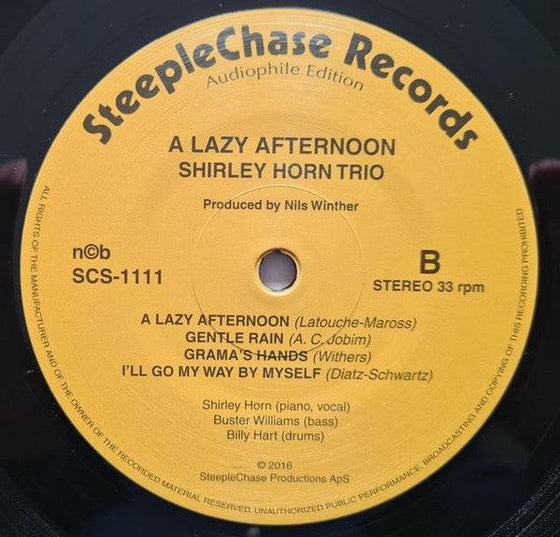 SteepleChase Records
Audiophile Edition
A LAZY AFTERNOON
SHIRLEY HORN TRIO
Produced by Nils Winther
n©b
SCS-1111
B
STEREO 33 rpm
A LAZY AFTERNOON (Latouche-Maross)
GENTLE RAIN (A. C. Jobim)
GRAMA'S HANDS (Withers)
I'LL GO MY WAY BY MYSELF (Diatz-Schwartz)
Shirley Horn (piano, vocal)
Buster Williams (bass)
Billy Hart (drums)
© 2016
SteepleChase Productions ApS
ALL RIGHTS OF THE MANUFACTURER AND OF THE OWNER OF THE RECORDED MATERIAL RESERVED. UNAUTHORIZED PUBLIC PERFORMANCE, BROADCASTING AND COPYING OF THIS RECORDING PROHIBITED